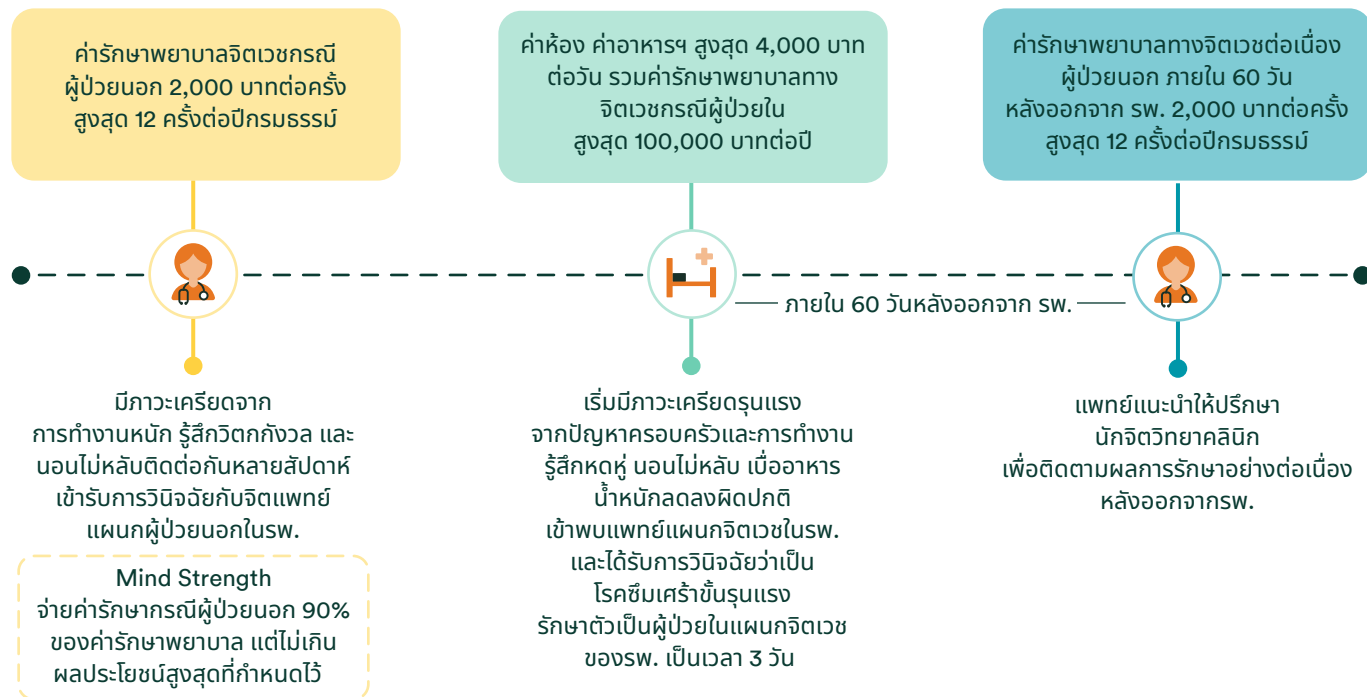 ค่ารักษาพยาบาลจิตเวชกรณี
ผู้ป่วยนอก 2,000 บาทต่อครั้ง
สูงสุด 12 ครั้งต่อปีกรมธรรม์
ค่าห้อง ค่าอาหารฯ สูงสุด 4,000 บาท
ต่อวัน รวมค่ารักษาพยาบาลทาง
จิตเวชกรณีผู้ป่วยใน
สูงสุด 100,000 บาทต่อปี
ค่ารักษาพยาบาลทางจิตเวชต่อเนื่อง
ผู้ป่วยนอก ภายใน 60 วัน
หลังออกจาก รพ. 2,000 บาทต่อครั้ง
สูงสุด 12 ครั้งต่อปีกรมธรรม์
ภายใน 60 วันหลังออกจาก รพ.
มีภาวะเครียดจาก
การทำงานหนัก รู้สึกวิตกกังวล และ
นอนไม่หลับติดต่อกันหลายสัปดาห์
เข้ารับการวินิจฉัยกับจิตแพทย์
แผนกผู้ป่วยนอกในรพ.
Mind Strength
จ่ายค่ารักษากรณีผู้ป่วยนอก 90%
ของค่ารักษาพยาบาล แต่ไม่เกิน
ผลประโยชน์สูงสุดที่กำหนดไว้
เริ่มมีภาวะเครียดรุนแรง
จากปัญหาครอบครัวและการทำงาน
รู้สึกหดหู่ นอนไม่หลับ เบื่ออาหาร
น้ำหนักลดลงผิดปกติ
เข้าพบแพทย์แผนกจิตเวชในรพ.
และได้รับการวินิจฉัยว่าเป็น
โรคซึมเศร้าขั้นรุนแรง
รักษาตัวเป็นผู้ป่วยในแผนกจิตเวช
ของรพ. เป็นเวลา 3 วัน
แพทย์แนะนำให้ปรึกษา
นักจิตวิทยาคลินิก
เพื่อติดตามผลการรักษาอย่างต่อเนื่อง
หลังออกจากรพ.